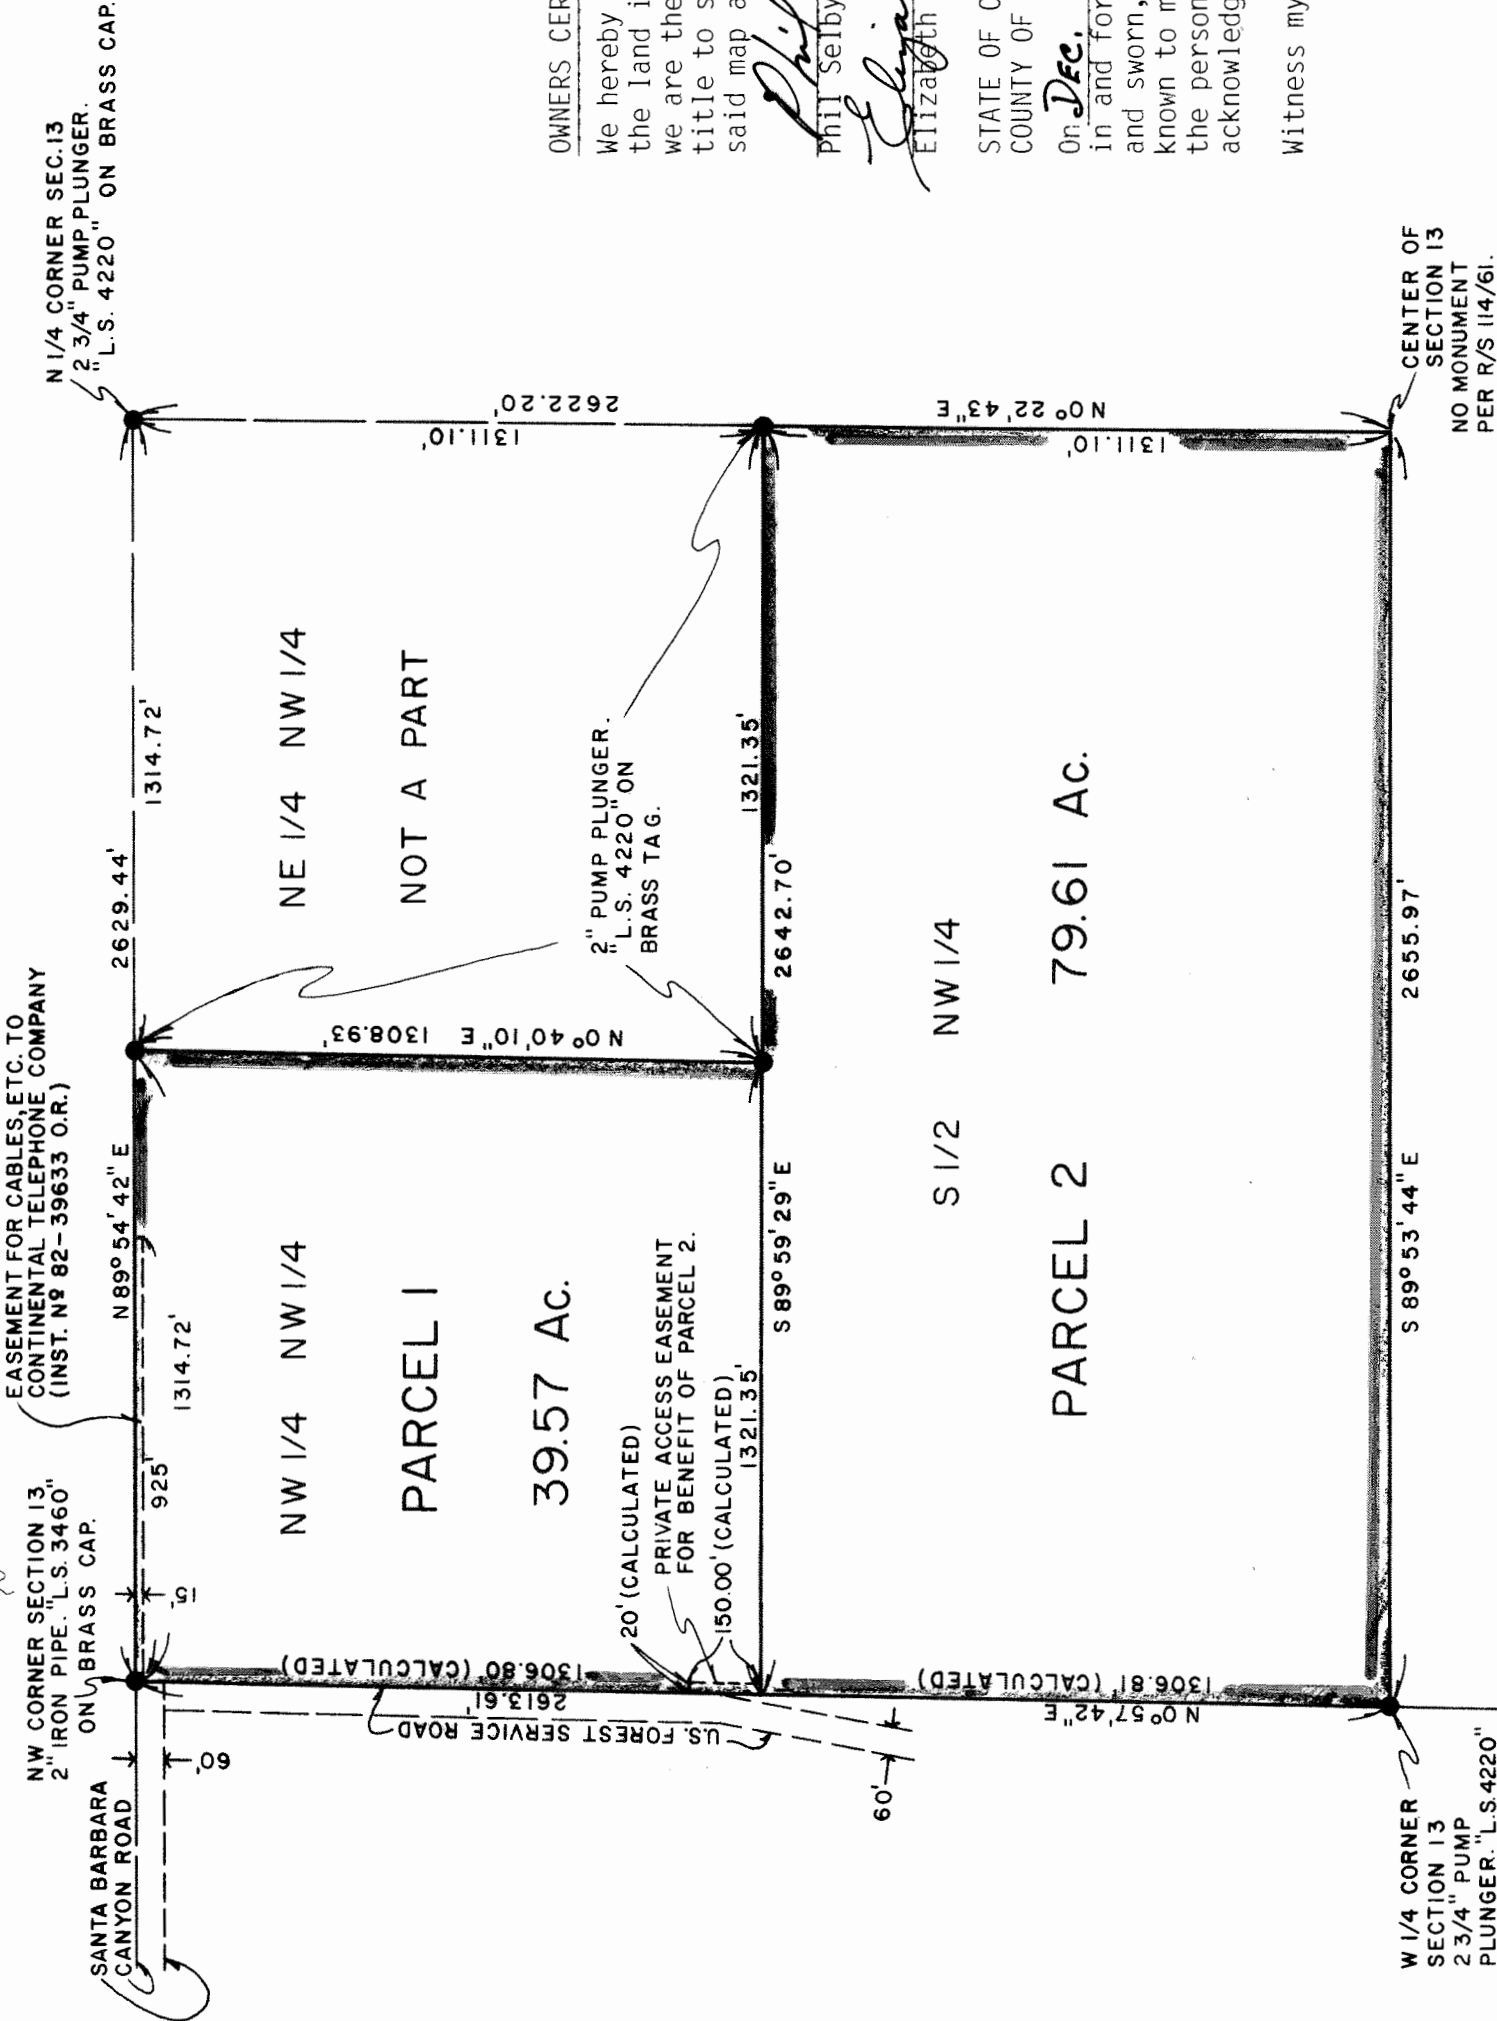 N 1/4 CORNER SEC. 13
2 3/4" PUMP PLUNGER.
"L.S. 4220" ON BRASS CAP.
EASEMENT FOR CABLES, ETC. TO
CONTINENTAL TELEPHONE COMPANY
(INST. Nº 82-39633 O.R.)
NW CORNER SECTION 13
2" IRON PIPE. "L.S. 3460"
ON BRASS CAP.
SANTA BARBARA
CANYON ROAD
60'
15'
925'
N 89° 54' 42" E
2629.44'
1314.72'
1314.72'
NW 1/4 NW 1/4
PARCEL 1
39.57 Ac.
NE 1/4 NW 1/4
NOT A PART
N 0° 40' 10" E 1308.93'
2622.20'
1311.10'
2" PUMP PLUNGER.
"L.S. 4220" ON
BRASS TAG.
1306.80 (CALCULATED)
2613.61'
U.S. FOREST SERVICE ROAD
20' (CALCULATED)
PRIVATE ACCESS EASEMENT
FOR BENEFIT OF PARCEL 2.
150.00' (CALCULATED)
1321.35'
1321.35'
S 89° 59' 29" E
2642.70'
60'
S 1/2 NW 1/4
PARCEL 2 79.61 Ac.
1306.81' (CALCULATED)
N 0° 57' 42" E
N 0° 22' 43" E
1311.10'
S 89° 53' 44" E
2655.97'
W 1/4 CORNER
SECTION 13
2 3/4" PUMP
PLUNGER. "L.S. 4220"
CENTER OF
SECTION 13
NO MONUMENT
PER R/S 114/61.
OWNERS CER
We hereby
the land i
we are the
title to s
said map a
Phil
Phil Selby
Eliza
Elizabeth
STATE OF C
COUNTY OF
On DEC.
in and for
and sworn,
known to m
the person
acknowledg
Witness my